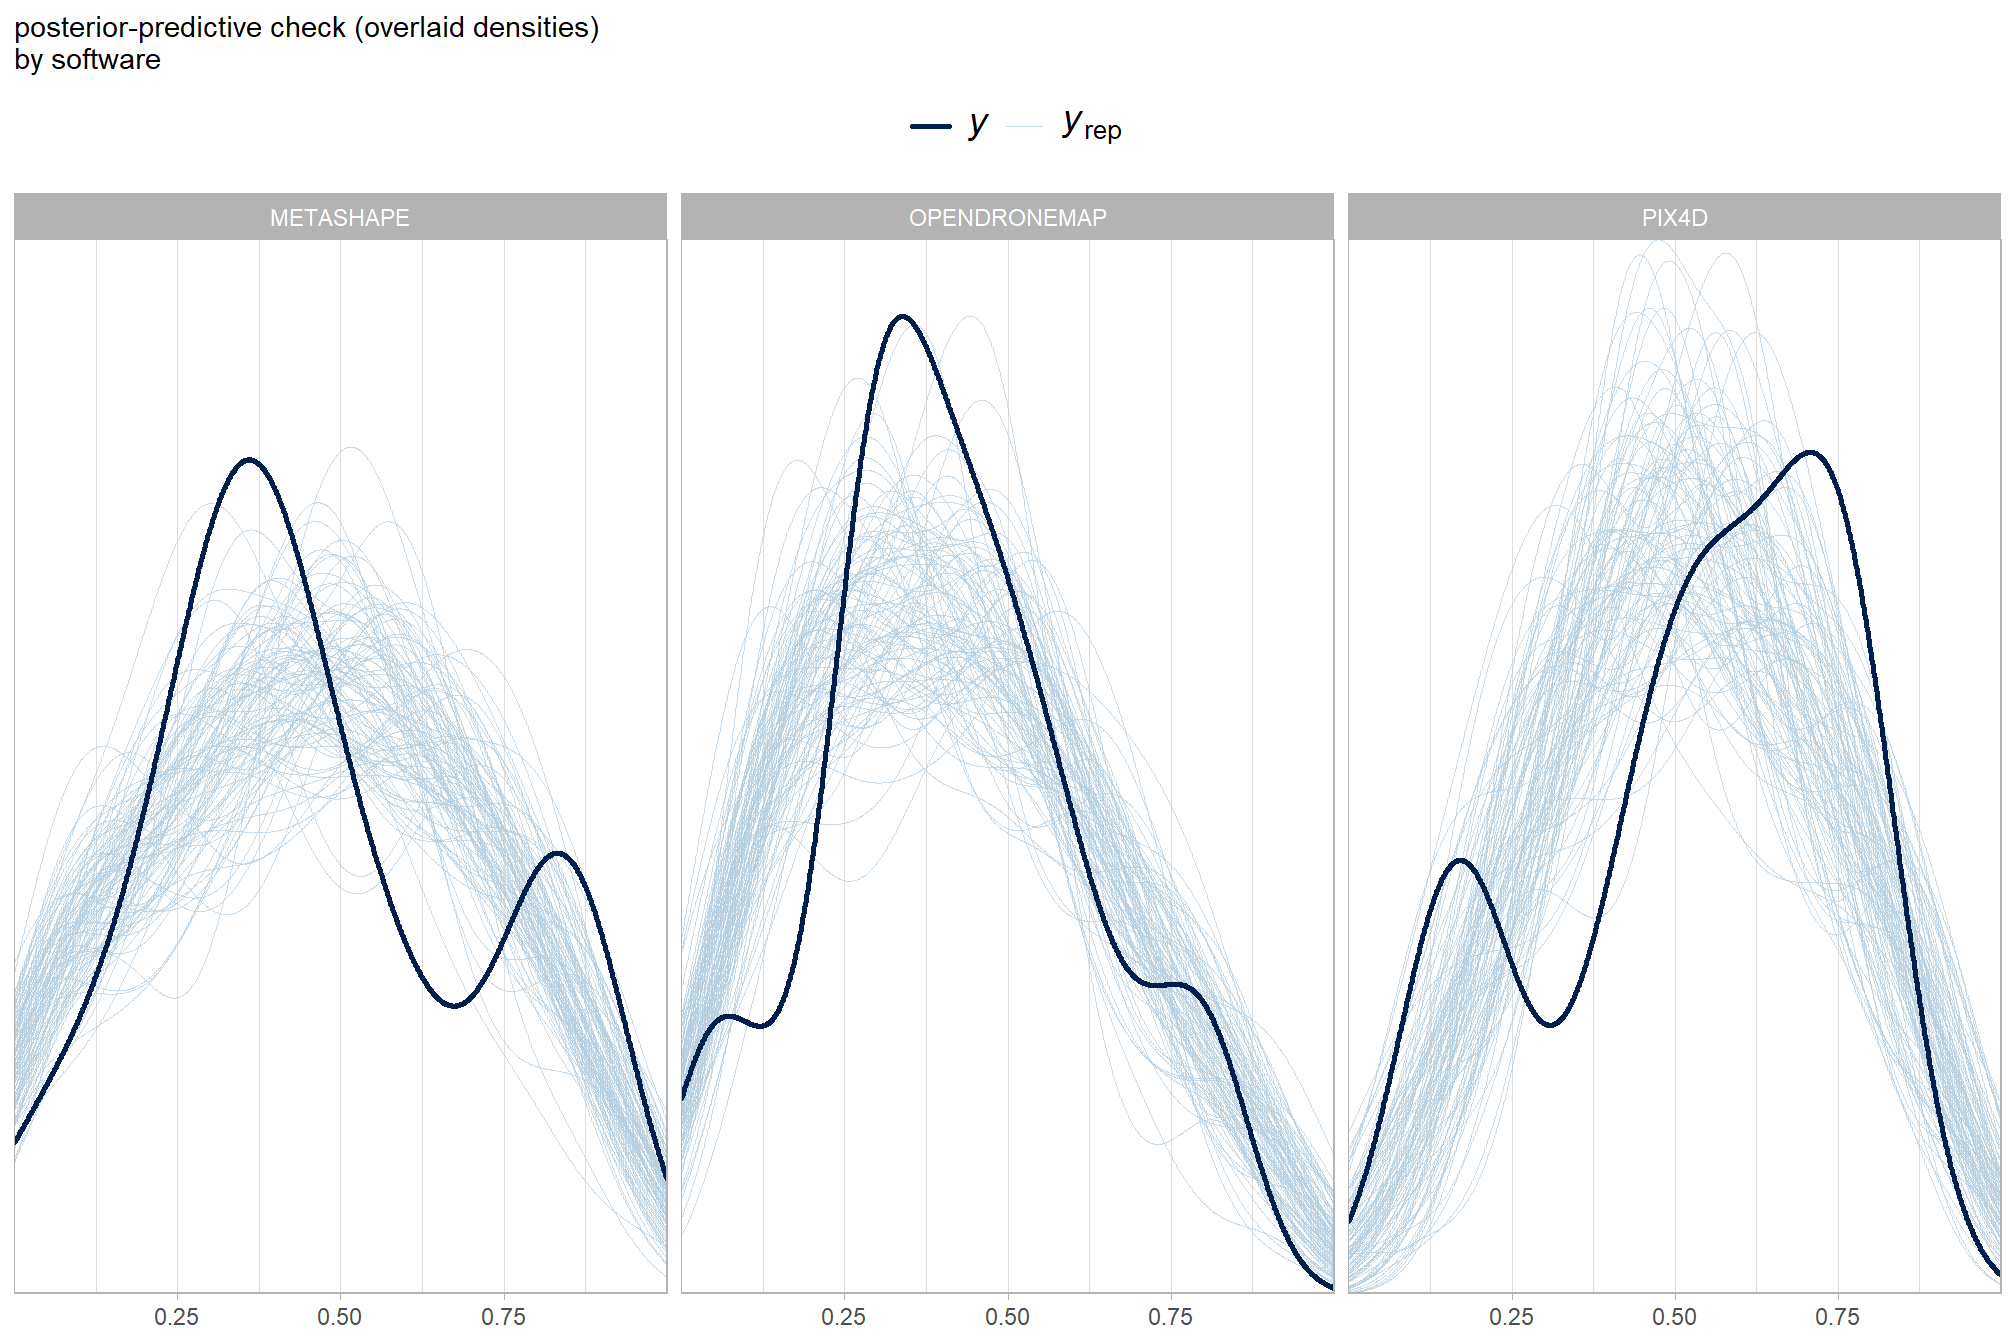 posterior-predictive check (overlaid densities)
by software
y y rep
METASHAPE OPENDRONEMAP PIX4D
0.25 0.50 0.75 0.25 0.50 0.75 0.25 0.50 0.75